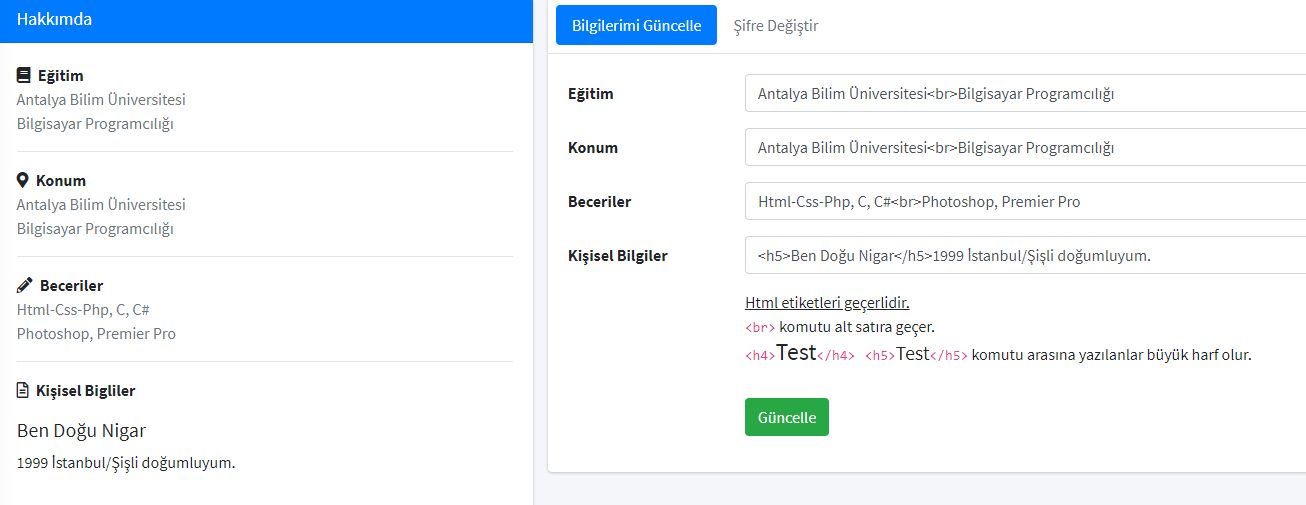 Hakkımda
Eğitim
Antalya Bilim Üniversitesi
Bilgisayar Programcılığı
Konum
Antalya Bilim Üniversitesi
Bilgisayar Programcılığı
Beceriler
Html-Css-Php, C, C#
Photoshop, Premier Pro
Kişisel Bigliler
Ben Doğu Nigar
1999 İstanbul/Şişli doğumluyum.
Bilgilerimi Güncelle Şifre Değiştir
Eğitim Antalya Bilim Üniversitesi<br>Bilgisayar Programcılığı
Konum Antalya Bilim Üniversitesi<br>Bilgisayar Programcılığı
Beceriler Html-Css-Php, C, C#<br>Photoshop, Premier Pro
Kişisel Bilgiler <h5>Ben Doğu Nigar</h5>1999 İstanbul/Şişli doğumluyum.
Html etiketleri geçerlidir.
<br> komutu alt satıra geçer.
<h4>Test</h4> <h5>Test</h5> komutu arasına yazılanlar büyük harf olur.
Güncelle